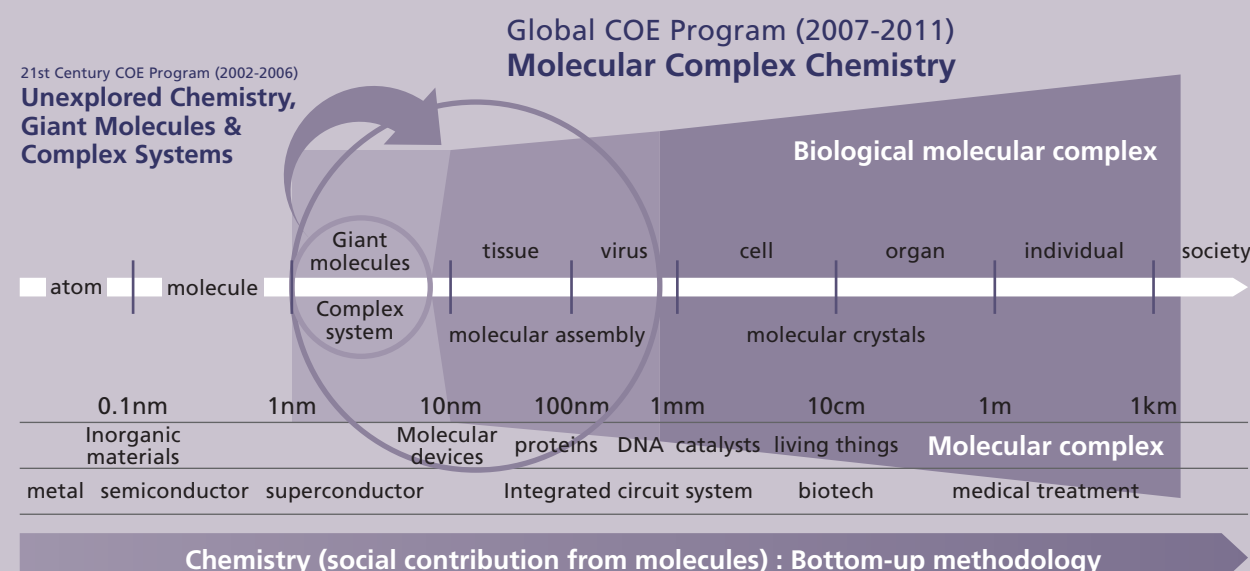 Global COE Program (2007-2011)
Molecular Complex Chemistry
21st Century COE Program (2002-2006)
Unexplored Chemistry,
Giant Molecules &
Complex Systems
Biological molecular complex
Giant
molecules
tissue virus cell organ individual society
atom molecule
Complex
system
molecular assembly molecular crystals
0.1nm 1nm 10nm 100nm 1mm 10cm 1m 1km
Inorganic
materials
Molecular
devices
proteins DNA catalysts living things Molecular complex
metal semiconductor superconductor Integrated circuit system biotech medical treatment
Chemistry (social contribution from molecules) : Bottom-up methodology